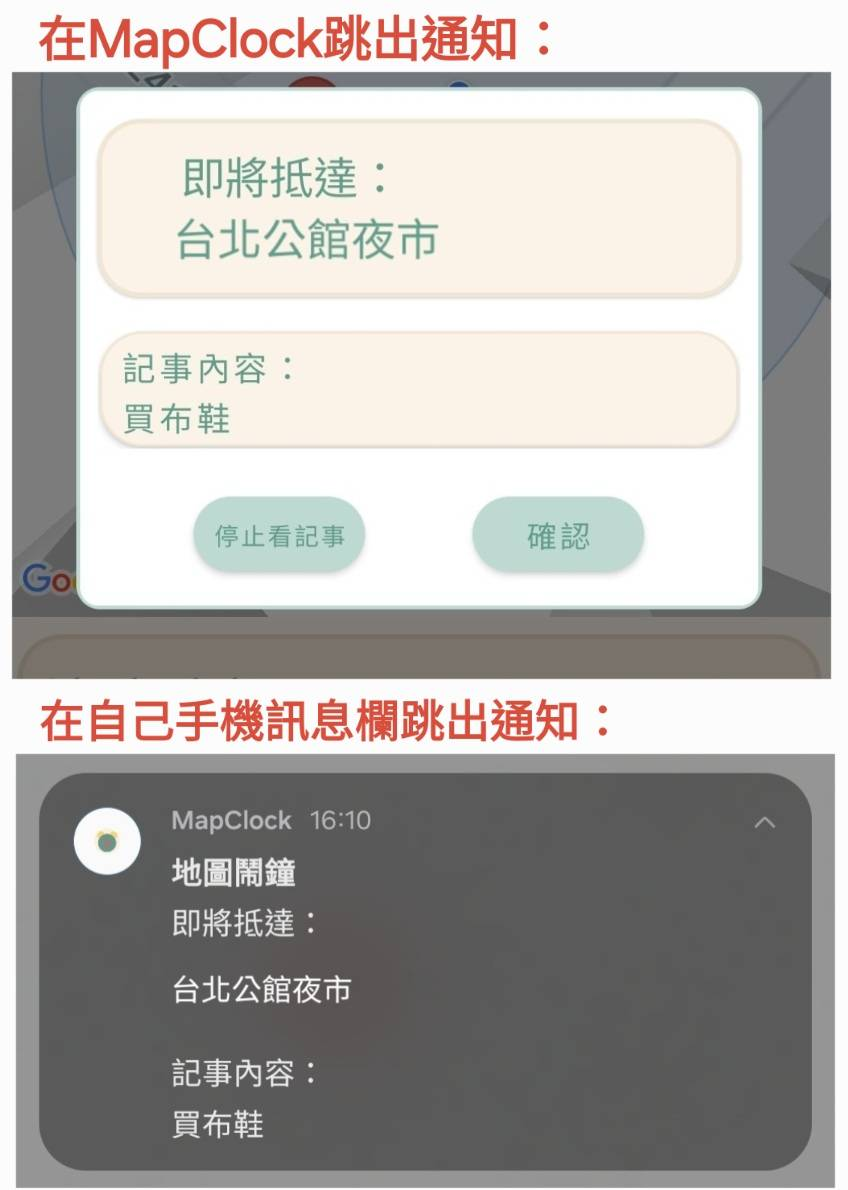 在MapClock跳出通知：
即將抵達：
台北公館夜市
記事內容：
買布鞋
停止看記事
確認
在自己手機訊息欄跳出通知：
MapClock 16:10
地圖鬧鐘
即將抵達：
台北公館夜市
記事內容：
買布鞋